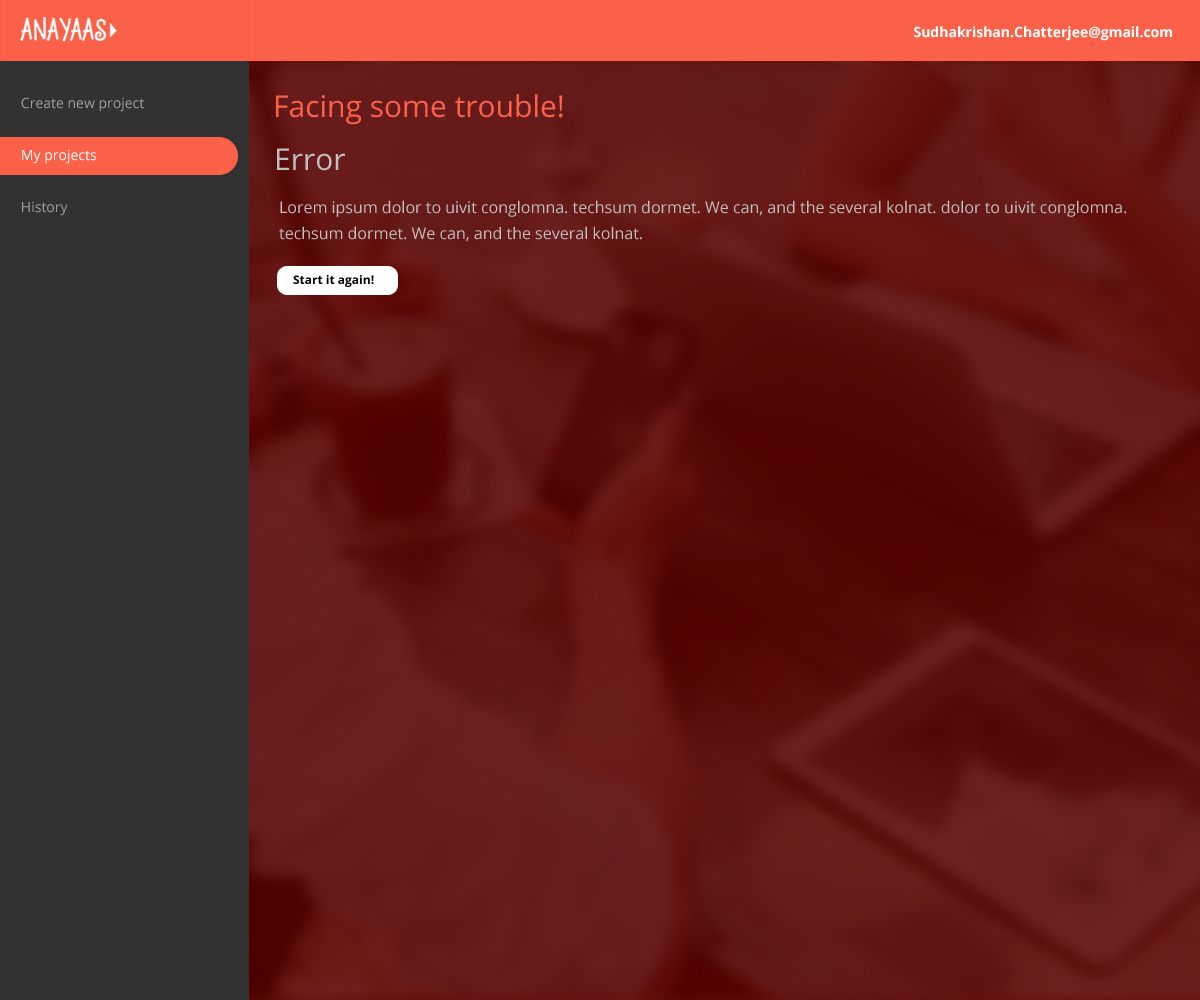 ANAYAAS
Sudhakrishan.Chatterjee@gmail.com
Create new project
My projects
History
Facing some trouble!
Error
Lorem ipsum dolor to uivit conglomna. techsum dormet. We can, and the several kolnat. dolor to uivit conglomna.
techsum dormet. We can, and the several kolnat.
Start it again!